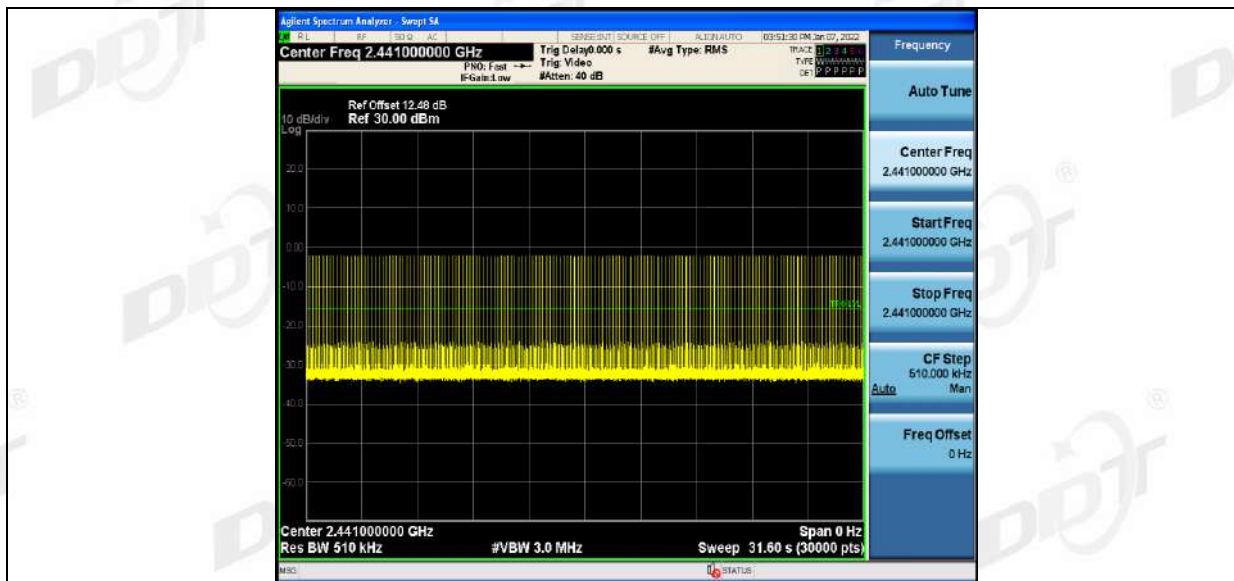 Agilent Spectrum Analyzer - Swept SA
RL RF 50 Ω AC SENSE:INT SOURCE OFF ALIGN AUTO 03:51:30 PM Jan 07, 2022
Center Freq 2.441000000 GHz
PNO: Fast
IFGain:Low
Trig Delay0.000 s
Trig: Video
#Atten: 40 dB
#Avg Type: RMS
TRACE 1 2 3 4 5 6
TYPE
DET P P P P P P
Ref Offset 12.48 dB
10 dB/div Ref 30.00 dBm
Log
20.0
10.0
0.00
-10.0
-20.0
-30.0
-40.0
-50.0
-60.0
Center 2.441000000 GHz Span 0 Hz
Res BW 510 kHz #VBW 3.0 MHz Sweep 31.60 s (30000 pts)
MSG STATUS
Frequency
Auto Tune
Center Freq
2.441000000 GHz
Start Freq
2.441000000 GHz
Stop Freq
2.441000000 GHz
CF Step
510.000 kHz
Auto Man
Freq Offset
0 Hz
DDT